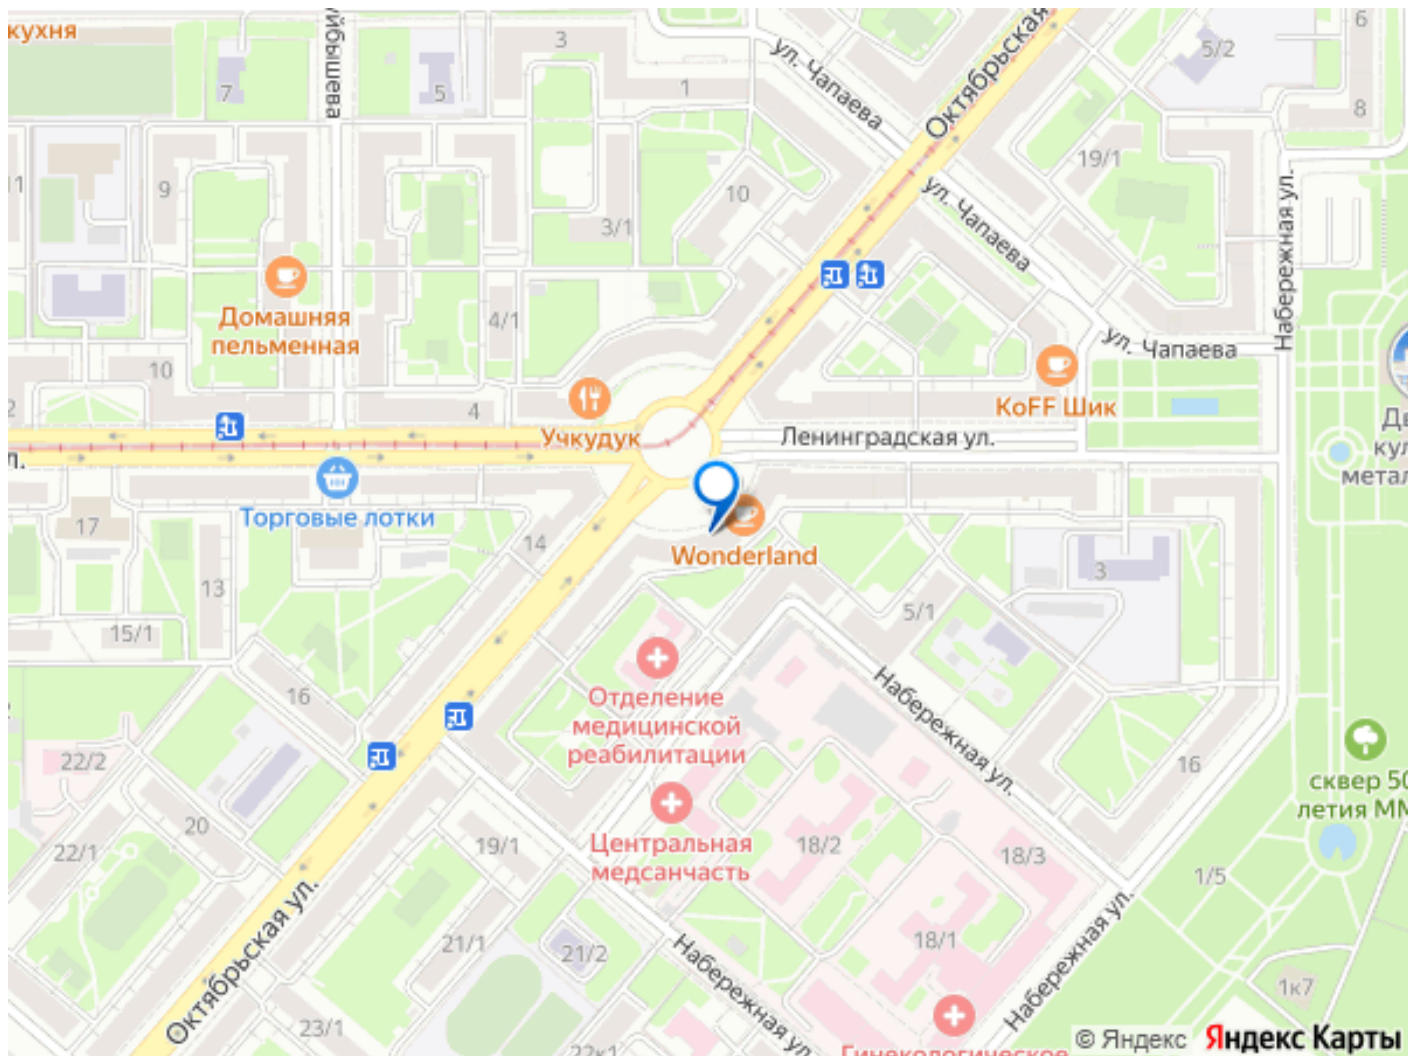 кухня
йбышева
3
6
7
5
1
5/2
ул. Чапаева
Октябрьская
8
11
9
10
19/1
ул. Чапаева
Набережная ул.
3/1
Домашняя
пельменная
4/1
ул. Чапаева
10
2
4
Учкудук
KoFF Шик
Ленинградская ул.
л.
Торговые лотки
17
14
Wonderland
13
3
15/1
5/1
16
Отделение
медицинской
реабилитации
Набережная ул.
22/2
16
сквер 50
летия ММ
20
22/1
19/1
Центральная
медсанчасть
18/2
18/3
1/5
Октябрьская ул.
21/1
21/2
18/1
Набережная ул.
Набережная ул.
1к7
23/1
22к1
Гинекологическое
© Яндекс
Яндекс Карты